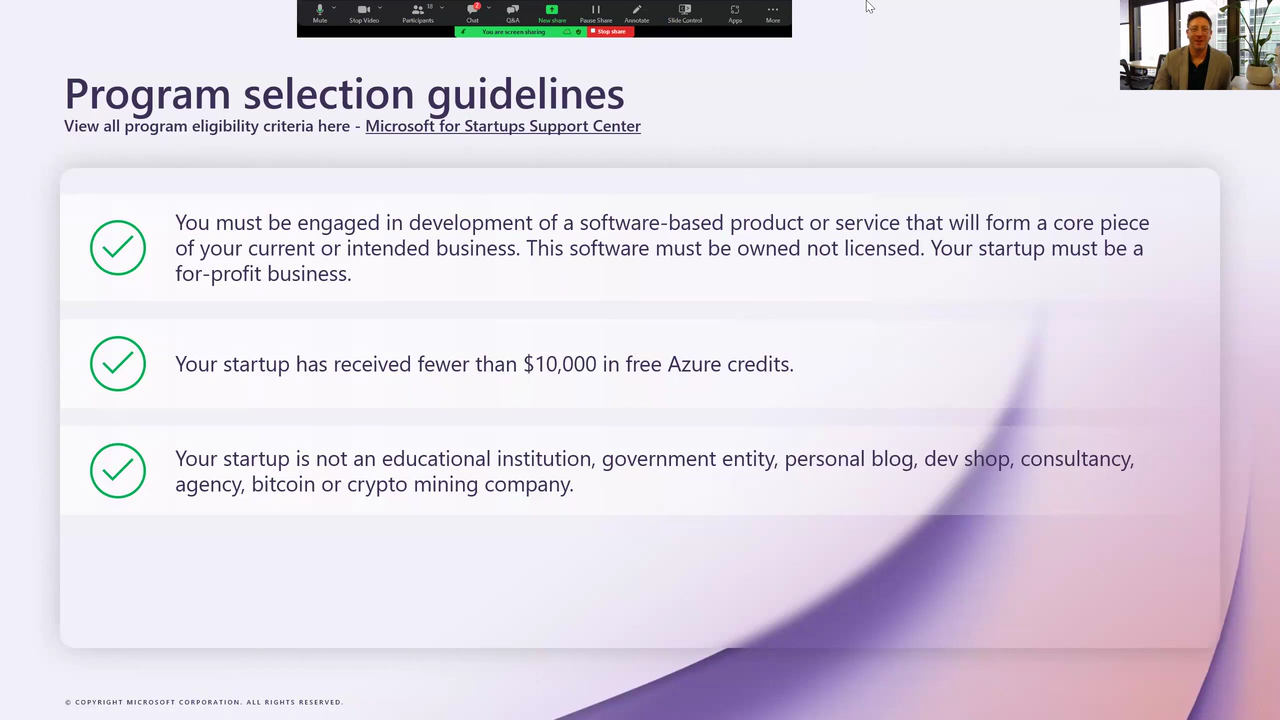 Mute Stop Video Participants 18 Chat 2 Q&A New share Pause Share Annotate Slide Control Apps More
You are screen sharing Stop share
Program selection guidelines
View all program eligibility criteria here - Microsoft for Startups Support Center
You must be engaged in development of a software-based product or service that will form a core piece
of your current or intended business. This software must be owned not licensed. Your startup must be a
for-profit business.
Your startup has received fewer than $10,000 in free Azure credits.
Your startup is not an educational institution, government entity, personal blog, dev shop, consultancy,
agency, bitcoin or crypto mining company.
© COPYRIGHT MICROSOFT CORPORATION. ALL RIGHTS RESERVED.